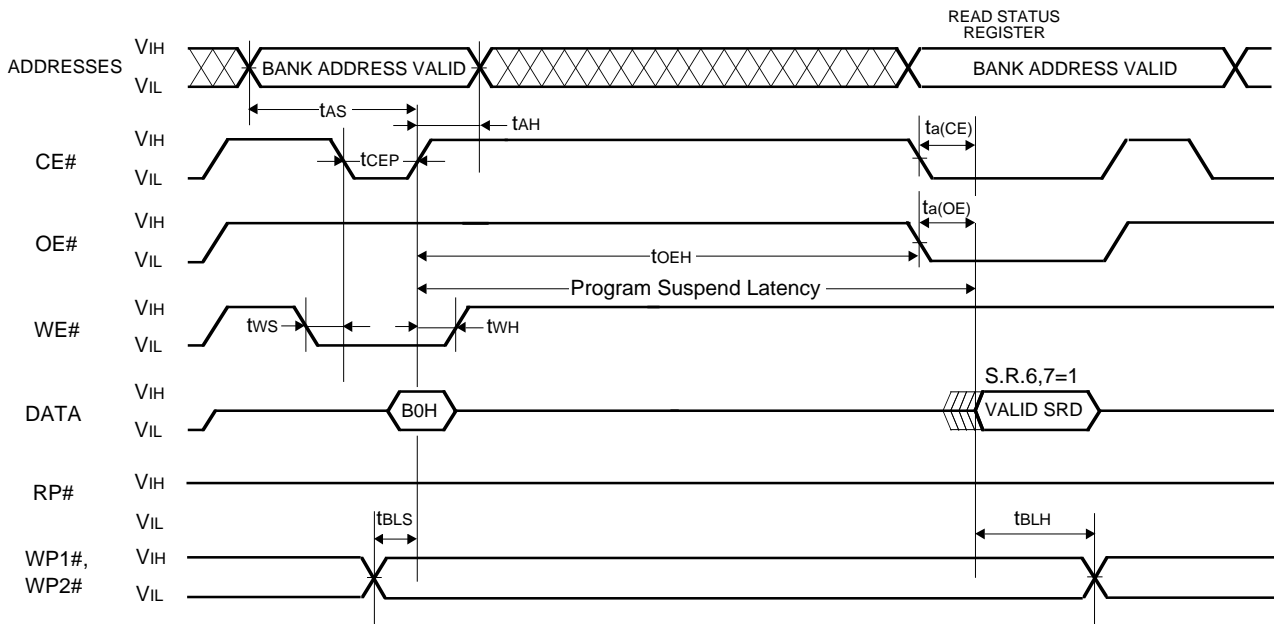 READ STATUS
REGISTER
ADDRESSES
VIH
VIL
BANK ADDRESS VALID
BANK ADDRESS VALID
tAS
tAH
ta(CE)
CE#
VIH
VIL
tCEP
OE#
VIH
VIL
ta(OE)
tOEH
Program Suspend Latency
WE#
VIH
VIL
tWS
tWH
S.R.6,7=1
DATA
VIH
VIL
B0H
VALID SRD
RP#
VIH
VIL
tBLS
tBLH
WP1#,
WP2#
VIH
VIL